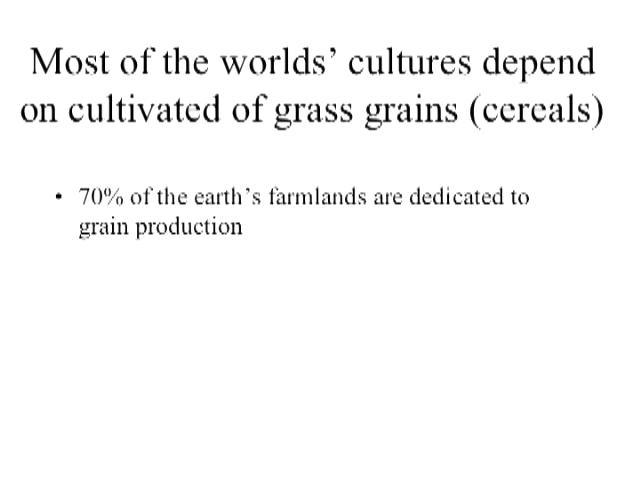 Most of the worlds’ cultures depend
on cultivated of grass grains (cereals)
• 70% of the earth’s farmlands are dedicated to
grain production